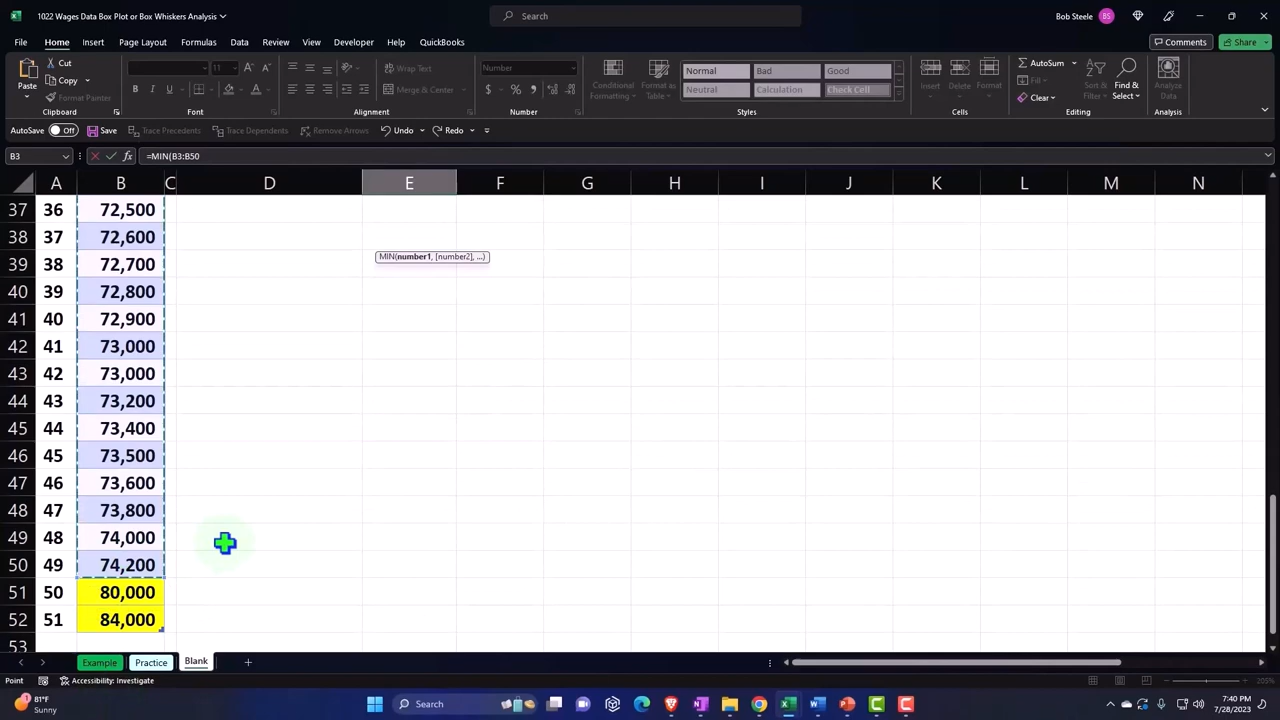 1022 Wages Data Box Plot or Box Whiskers Analysis
Search
Bob Steele
BS
File Home Insert Page Layout Formulas Data Review View Developer Help QuickBooks
Comments
Share
Paste
Cut
Copy
Format Painter
Clipboard
11
Font
Wrap Text
Merge & Center
Alignment
Number
Number
Conditional Formatting
Format as Table
Normal Bad Good
Neutral Calculation Check Cell
Styles
Insert Delete Format
Cells
AutoSum
Fill
Clear
Sort & Filter
Find & Select
Editing
Analyze Data
Analysis
AutoSave Off Save Trace Precedents Trace Dependents Remove Arrows Undo Redo
B3
=MIN(B3:B50
A B C D E F G H I J K L M N
37 36 72,500
38 37 72,600
39 38 72,700
MIN(number1, [number2], ...)
40 39 72,800
41 40 72,900
42 41 73,000
43 42 73,000
44 43 73,200
45 44 73,400
46 45 73,500
47 46 73,600
48 47 73,800
49 48 74,000
50 49 74,200
51 50 80,000
52 51 84,000
53
Example Practice Blank
Point Accessibility: Investigate
205%
1
81°F
Sunny
Search
7:40 PM
7/28/2023